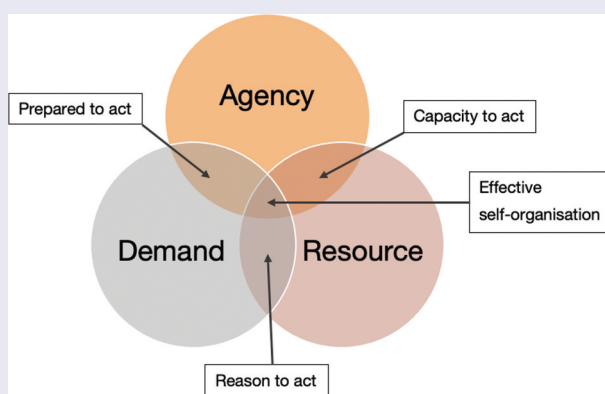 Agency
Prepared to act
Capacity to act
Effective
self-organisation
Demand
Resource
Reason to act